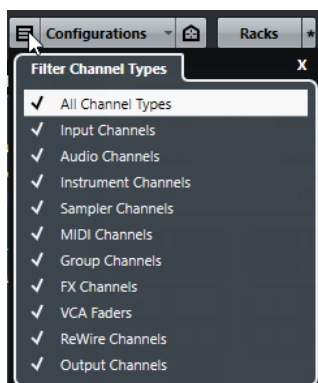 Configurations Racks *
Filter Channel Types X
✓ All Channel Types
✓ Input Channels
✓ Audio Channels
✓ Instrument Channels
✓ Sampler Channels
✓ MIDI Channels
✓ Group Channels
✓ FX Channels
✓ VCA Faders
✓ ReWire Channels
✓ Output Channels